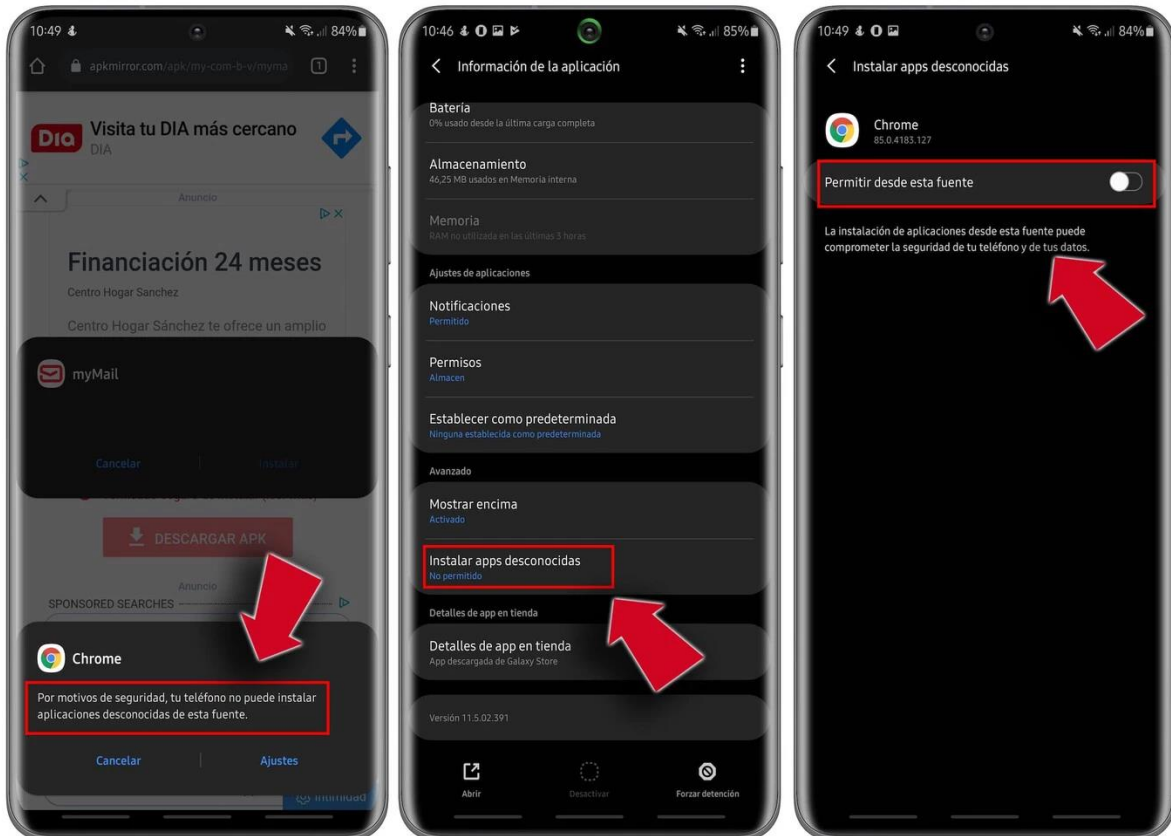 10:49
84%
apkmirror.com/apk/my-com-b-v/myma
1
Dia
Visita tu DIA más cercano
DIA
Anuncio
Financiación 24 meses
Centro Hogar Sanchez
Centro Hogar Sánchez te ofrece un amplio
myMail
Cancelar
Instalar
DESCARGAR APK
Anuncio
SPONSORED SEARCHES
Chrome
Por motivos de seguridad, tu teléfono no puede instalar
aplicaciones desconocidas de esta fuente.
Cancelar
Ajustes
intimidad
10:46
85%
Información de la aplicación
Batería
0% usado desde la última carga completa
Almacenamiento
46,25 MB usados en Memoria interna
Memoria
RAM no utilizada en las últimas 3 horas
Ajustes de aplicaciones
Notificaciones
Permitido
Permisos
Almacen
Establecer como predeterminada
Ninguna establecida como predeterminada
Avanzado
Mostrar encima
Activado
Instalar apps desconocidas
No permitido
Detalles de app en tienda
Detalles de app en tienda
App descargada de Galaxy Store
Versión 11.5.02.391
Abrir
Desactivar
Forzar detención
10:49
84%
Instalar apps desconocidas
Chrome
85.0.4183.127
Permitir desde esta fuente
La instalación de aplicaciones desde esta fuente puede
comprometer la seguridad de tu teléfono y de tus datos.